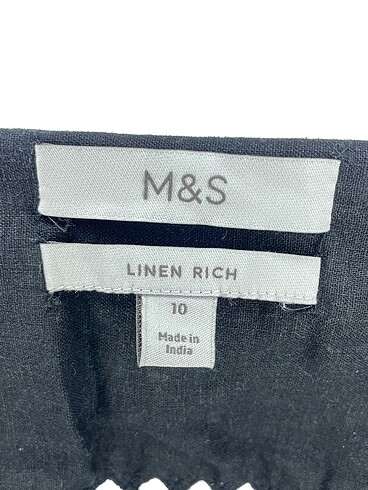 M&S
LINEN RICH
10
Made in
India